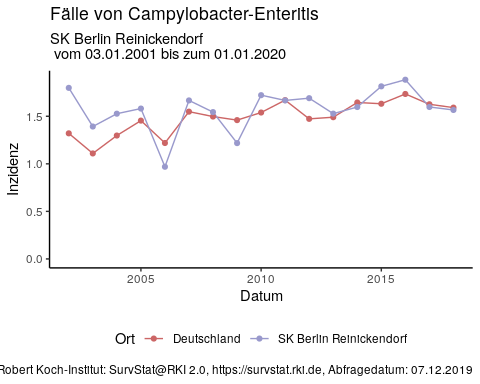 Fälle von Campylobacter-Enteritis
SK Berlin Reinickendorf
vom 03.01.2001 bis zum 01.01.2020
Inzidenz
1.5
1.0
0.5
0.0
2005 2010 2015
Datum
Ort Deutschland SK Berlin Reinickendorf
Robert Koch-Institut: SurvStat@RKI 2.0, https://survstat.rki.de, Abfragedatum: 07.12.2019